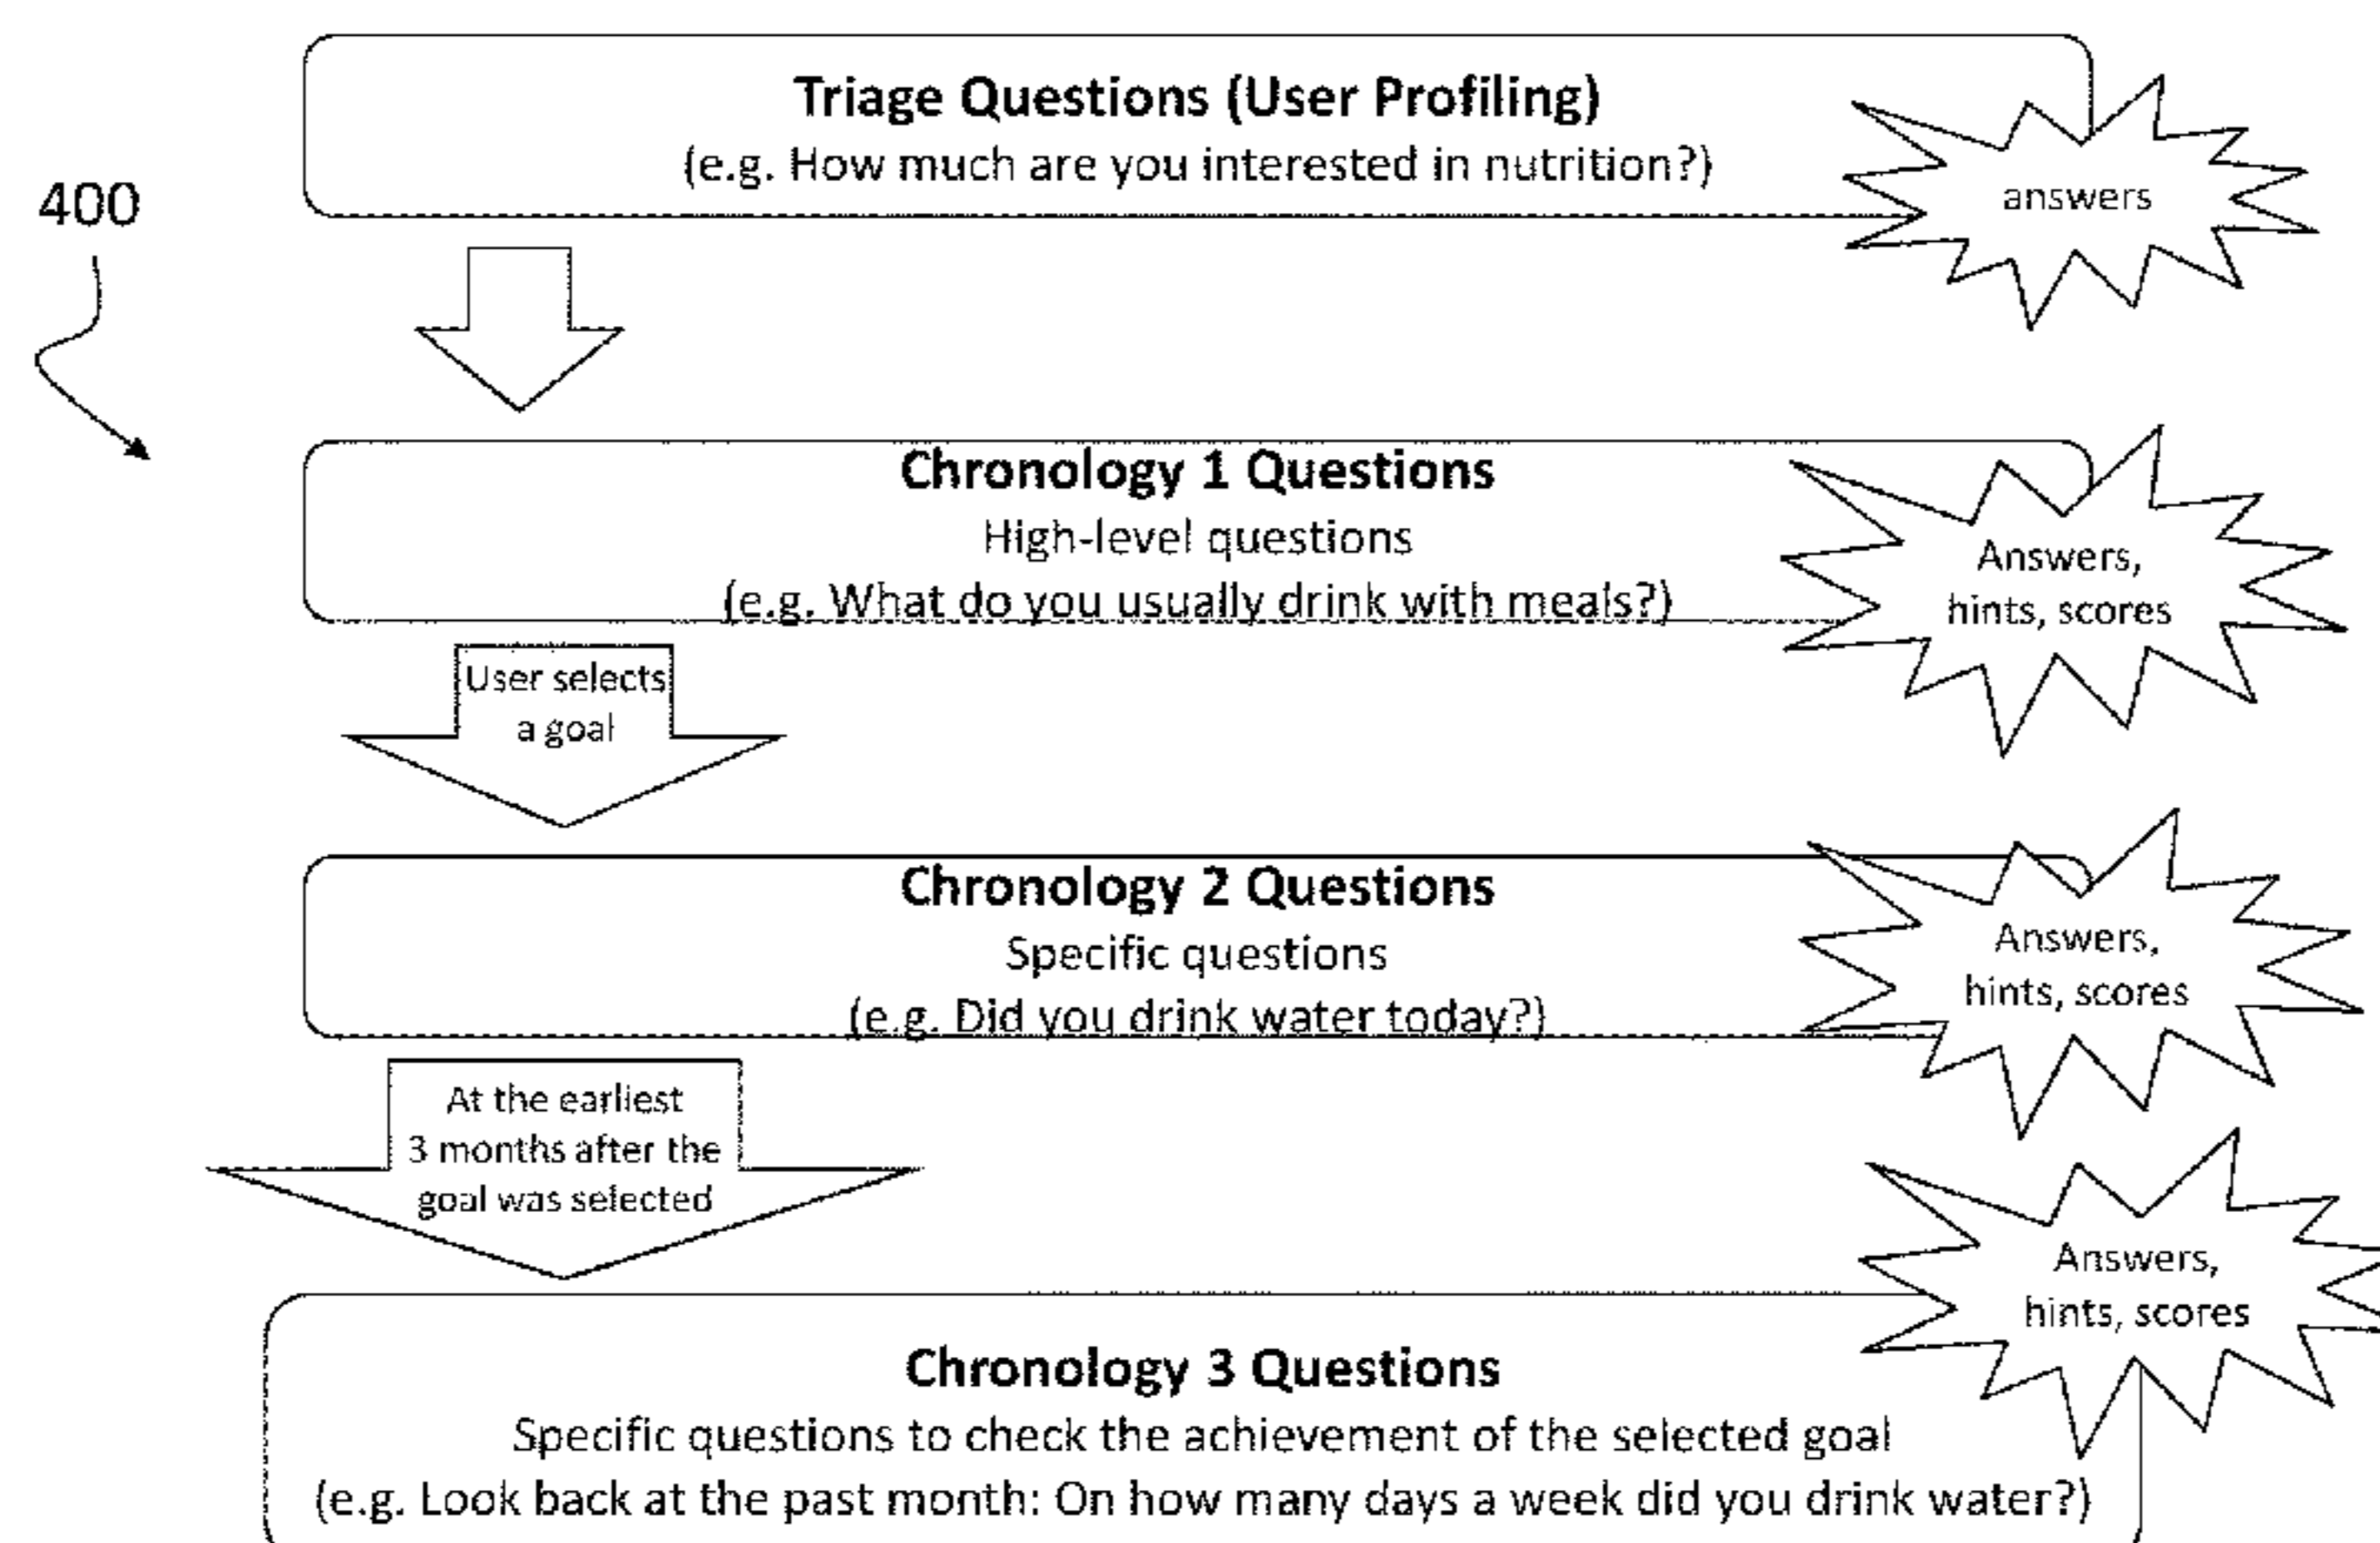 Triage Questions (User Profiling)
(e.g. How much are you interested in nutrition?)
answers
400
Chronology 1 Questions
High-level questions
(e.g. What do you usually drink with meals?)
Answers,
hints, scores
User selects
a goal
Chronology 2 Questions
Specific questions
(e.g. Did you drink water today?)
Answers,
hints, scores
At the earliest
3 months after the
goal was selected
Answers,
hints, scores
Chronology 3 Questions
Specific questions to check the achievement of the selected goal
(e.g. Look back at the past month: On how many days a week did you drink water?)